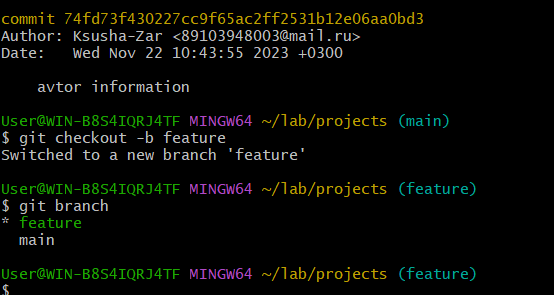 commit 74fd73f430227cc9f65ac2ff2531b12e06aa0bd3
Author: Ksusha-Zar <89103948003@mail.ru>
Date:   Wed Nov 22 10:43:55 2023 +0300
    avtor information
User@WIN-B8S4IQRJ4TF MINGW64 ~/lab/projects (main)
$ git checkout -b feature
Switched to a new branch 'feature'
User@WIN-B8S4IQRJ4TF MINGW64 ~/lab/projects (feature)
$ git branch
* feature
  main
User@WIN-B8S4IQRJ4TF MINGW64 ~/lab/projects (feature)
$